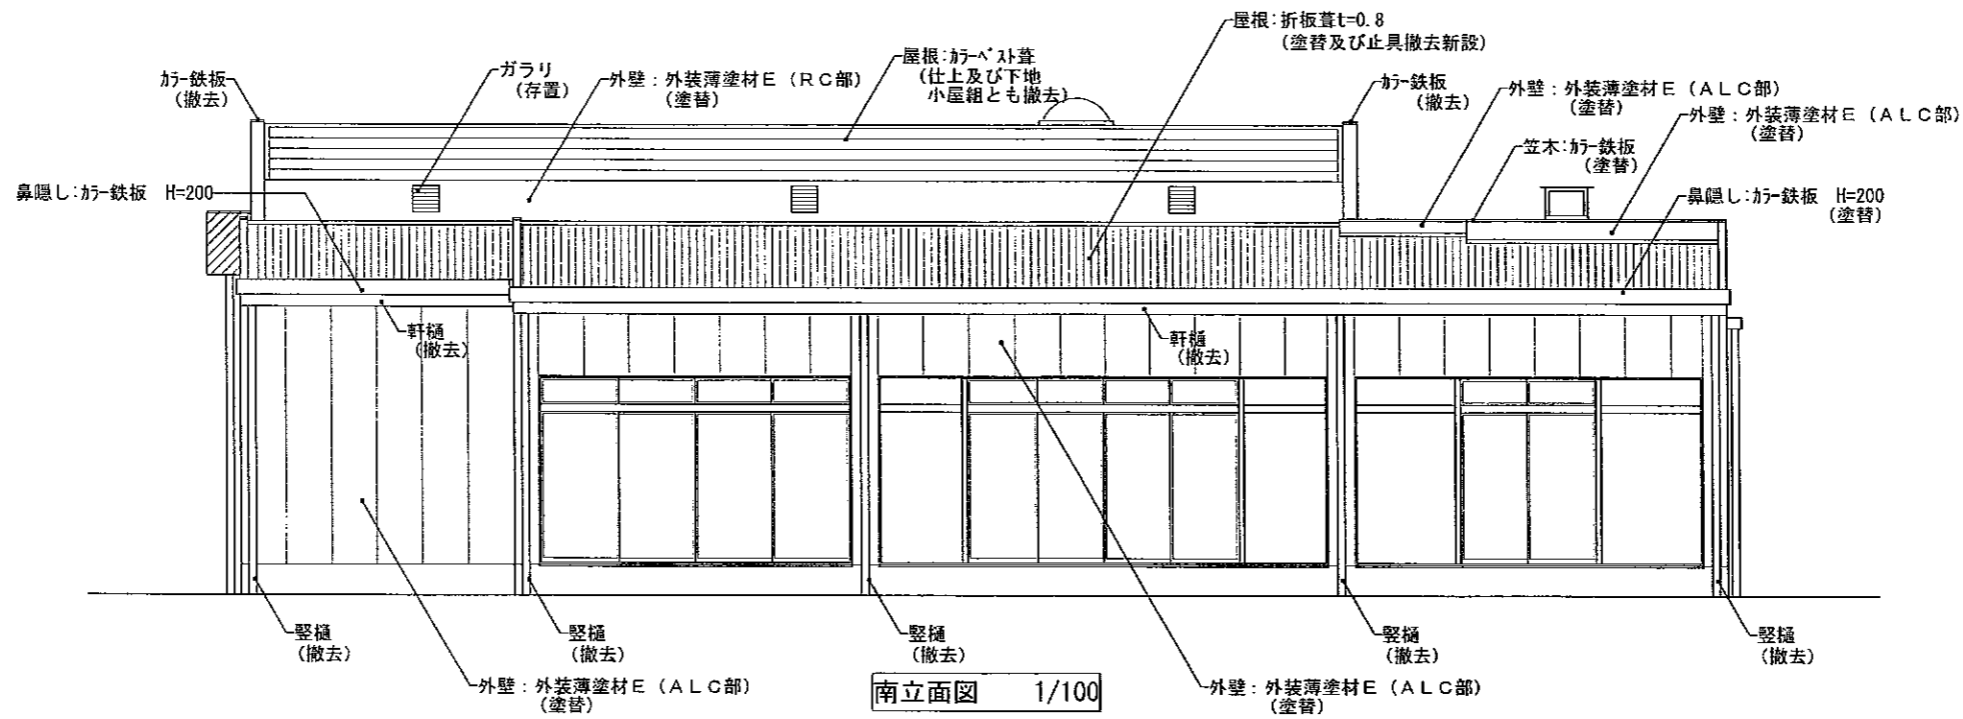 屋根:折板葺t=0.8
(塗替及び止具撤去新設)
屋根:ｶﾗｰﾍﾞｽﾄ葺
(仕上及び下地
小屋組とも撤去)
ガラリ
(存置)
外壁：外装薄塗材Ｅ（ＲＣ部）
(塗替)
ｶﾗｰ鉄板
(撤去)
ｶﾗｰ鉄板
(撤去)
外壁：外装薄塗材Ｅ（ＡＬＣ部）
(塗替)
外壁：外装薄塗材Ｅ（ＡＬＣ部）
(塗替)
笠木:ｶﾗｰ鉄板
(塗替)
鼻隠し:ｶﾗｰ鉄板 H=200
鼻隠し:ｶﾗｰ鉄板 H=200
(塗替)
軒樋
(撤去)
軒樋
(撤去)
竪樋
(撤去)
竪樋
(撤去)
竪樋
(撤去)
竪樋
(撤去)
竪樋
(撤去)
外壁：外装薄塗材Ｅ（ＡＬＣ部）
(塗替)
外壁：外装薄塗材Ｅ（ＡＬＣ部）
(塗替)
南立面図 1/100